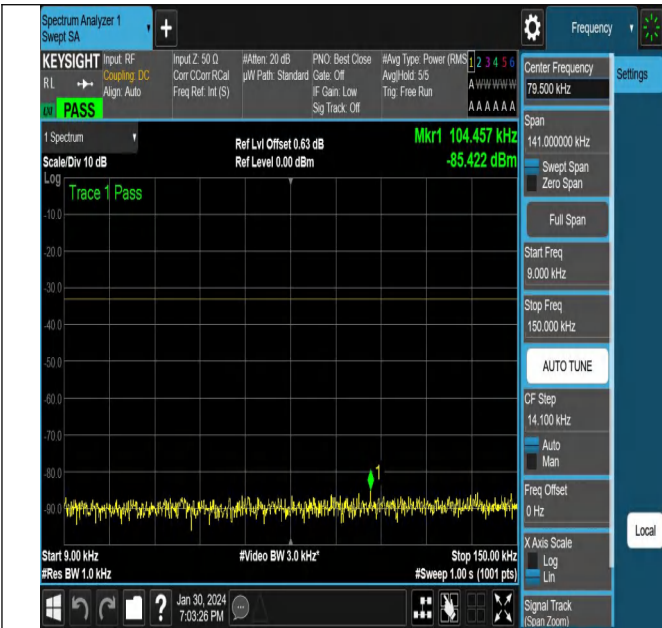 Spectrum Analyzer 1
Swept SA
Frequency
KEYSIGHT
RL
PASS
Input: RF
Coupling: DC
Align: Auto
Input Z: 50 Ω
Corr CCorr RCal
Freq Ref: Int (S)
#Atten: 20 dB
µW Path: Standard
PNO: Best Close
Gate: Off
IF Gain: Low
Sig Track: Off
#Avg Type: Power (RMS
Avg|Hold: 5/5
Trig: Free Run
1 2 3 4 5 6
A W W W W W
A A A A A A
1 Spectrum
Scale/Div 10 dB
Ref Lvl Offset 0.63 dB
Ref Level 0.00 dBm
Mkr1 104.457 kHz
-85.422 dBm
Log
Trace 1 Pass
-10.0
-20.0
-30.0
-40.0
-50.0
-60.0
-70.0
-80.0
-90.0
1
Start 9.00 kHz
#Res BW 1.0 kHz
#Video BW 3.0 kHz*
Stop 150.00 kHz
#Sweep 1.00 s (1001 pts)
Jan 30, 2024
7:03:26 PM
?
Center Frequency
79.500 kHz
Settings
Span
141.000000 kHz
Swept Span
Zero Span
Full Span
Start Freq
9.000 kHz
Stop Freq
150.000 kHz
AUTO TUNE
CF Step
14.100 kHz
Auto
Man
Freq Offset
0 Hz
Local
X Axis Scale
Log
Lin
Signal Track
(Span Zoom)